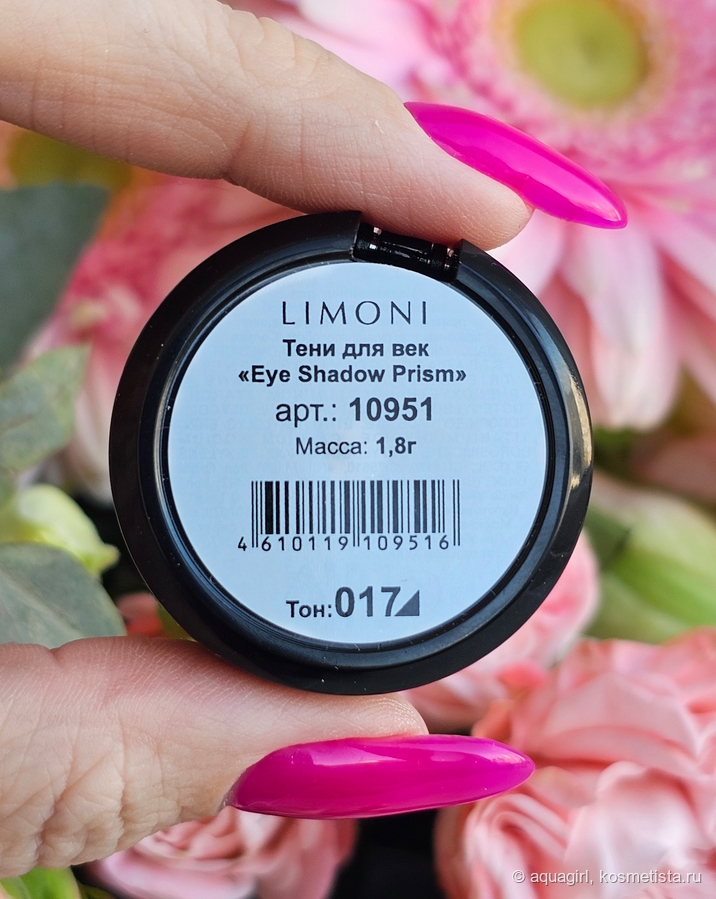 LIMONI
Тени для век
«Eye Shadow Prism»
арт.: 10951
Масса: 1,8г
4 610119 109516
Тон: 017
© aquagirl, kosmetista.ru